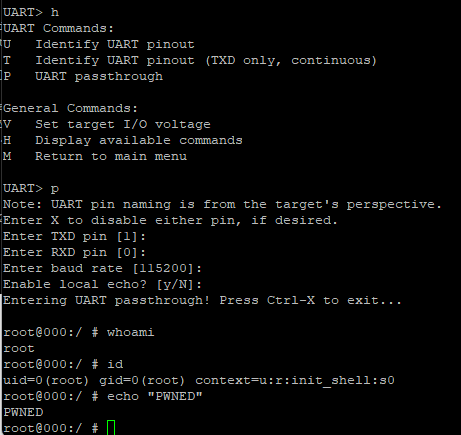 UART> h
UART Commands:
U   Identify UART pinout
T   Identify UART pinout (TXD only, continuous)
P   UART passthrough
General Commands:
V   Set target I/O voltage
H   Display available commands
M   Return to main menu
UART> p
Note: UART pin naming is from the target's perspective.
Enter X to disable either pin, if desired.
Enter TXD pin [1]:
Enter RXD pin [0]:
Enter baud rate [115200]:
Enable local echo? [y/N]:
Entering UART passthrough! Press Ctrl-X to exit...
root@000:/ # whoami
root
root@000:/ # id
uid=0(root) gid=0(root) context=u:r:init_shell:s0
root@000:/ # echo "PWNED"
PWNED
root@000:/ #